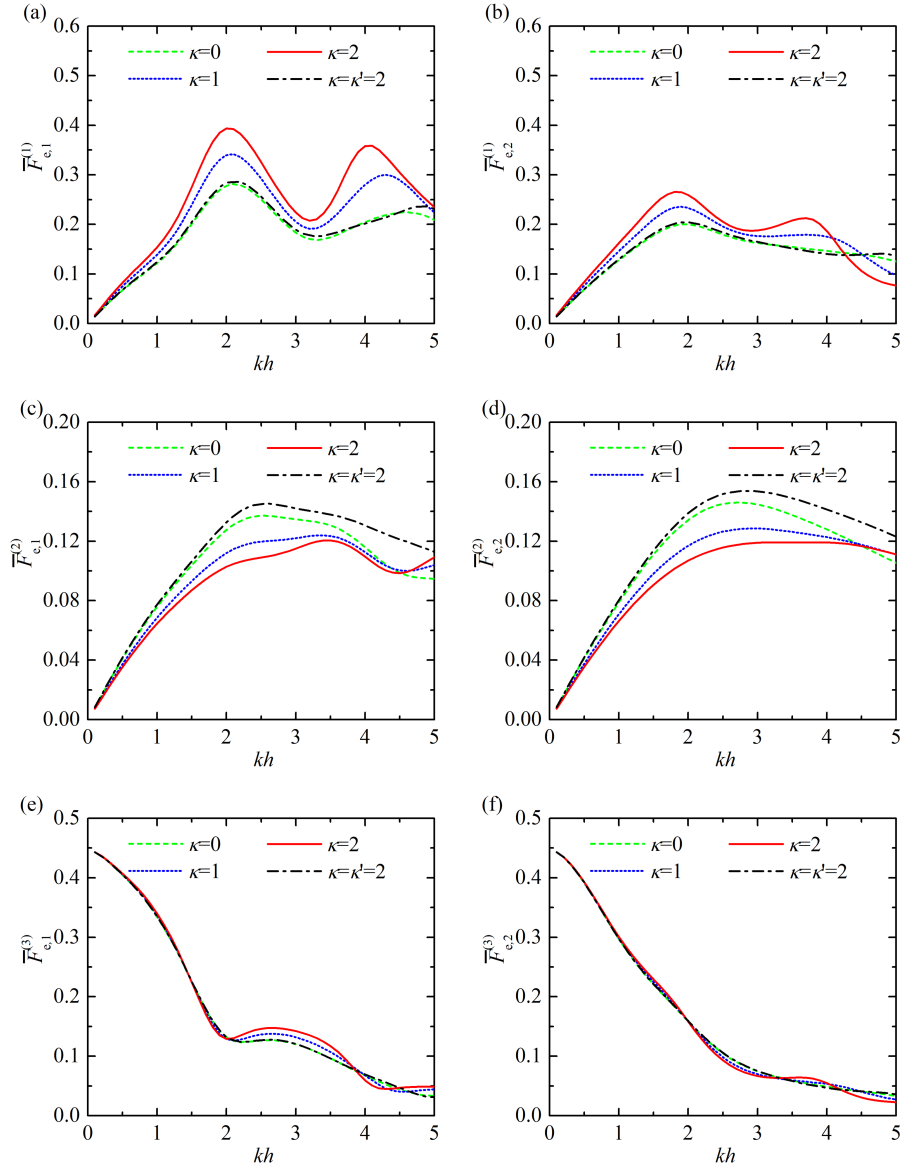 (a)
0.6
0.5
0.4
0.3
0.2
0.1
0.0
F̅e,1(1)
κ=0
κ=2
κ=1
κ=κ'=2
0 1 2 3 4 5
kh
(b)
0.6
0.5
0.4
0.3
0.2
0.1
0.0
F̅e,2(1)
κ=0
κ=2
κ=1
κ=κ'=2
0 1 2 3 4 5
kh
(c)
0.20
0.16
0.12
0.08
0.04
0.00
F̅e,1(2)
κ=0
κ=2
κ=1
κ=κ'=2
0 1 2 3 4 5
kh
(d)
0.20
0.16
0.12
0.08
0.04
0.00
F̅e,2(2)
κ=0
κ=2
κ=1
κ=κ'=2
0 1 2 3 4 5
kh
(e)
0.5
0.4
0.3
0.2
0.1
0.0
F̅e,1(3)
κ=0
κ=2
κ=1
κ=κ'=2
0 1 2 3 4 5
kh
(f)
0.5
0.4
0.3
0.2
0.1
0.0
F̅e,2(3)
κ=0
κ=2
κ=1
κ=κ'=2
0 1 2 3 4 5
kh